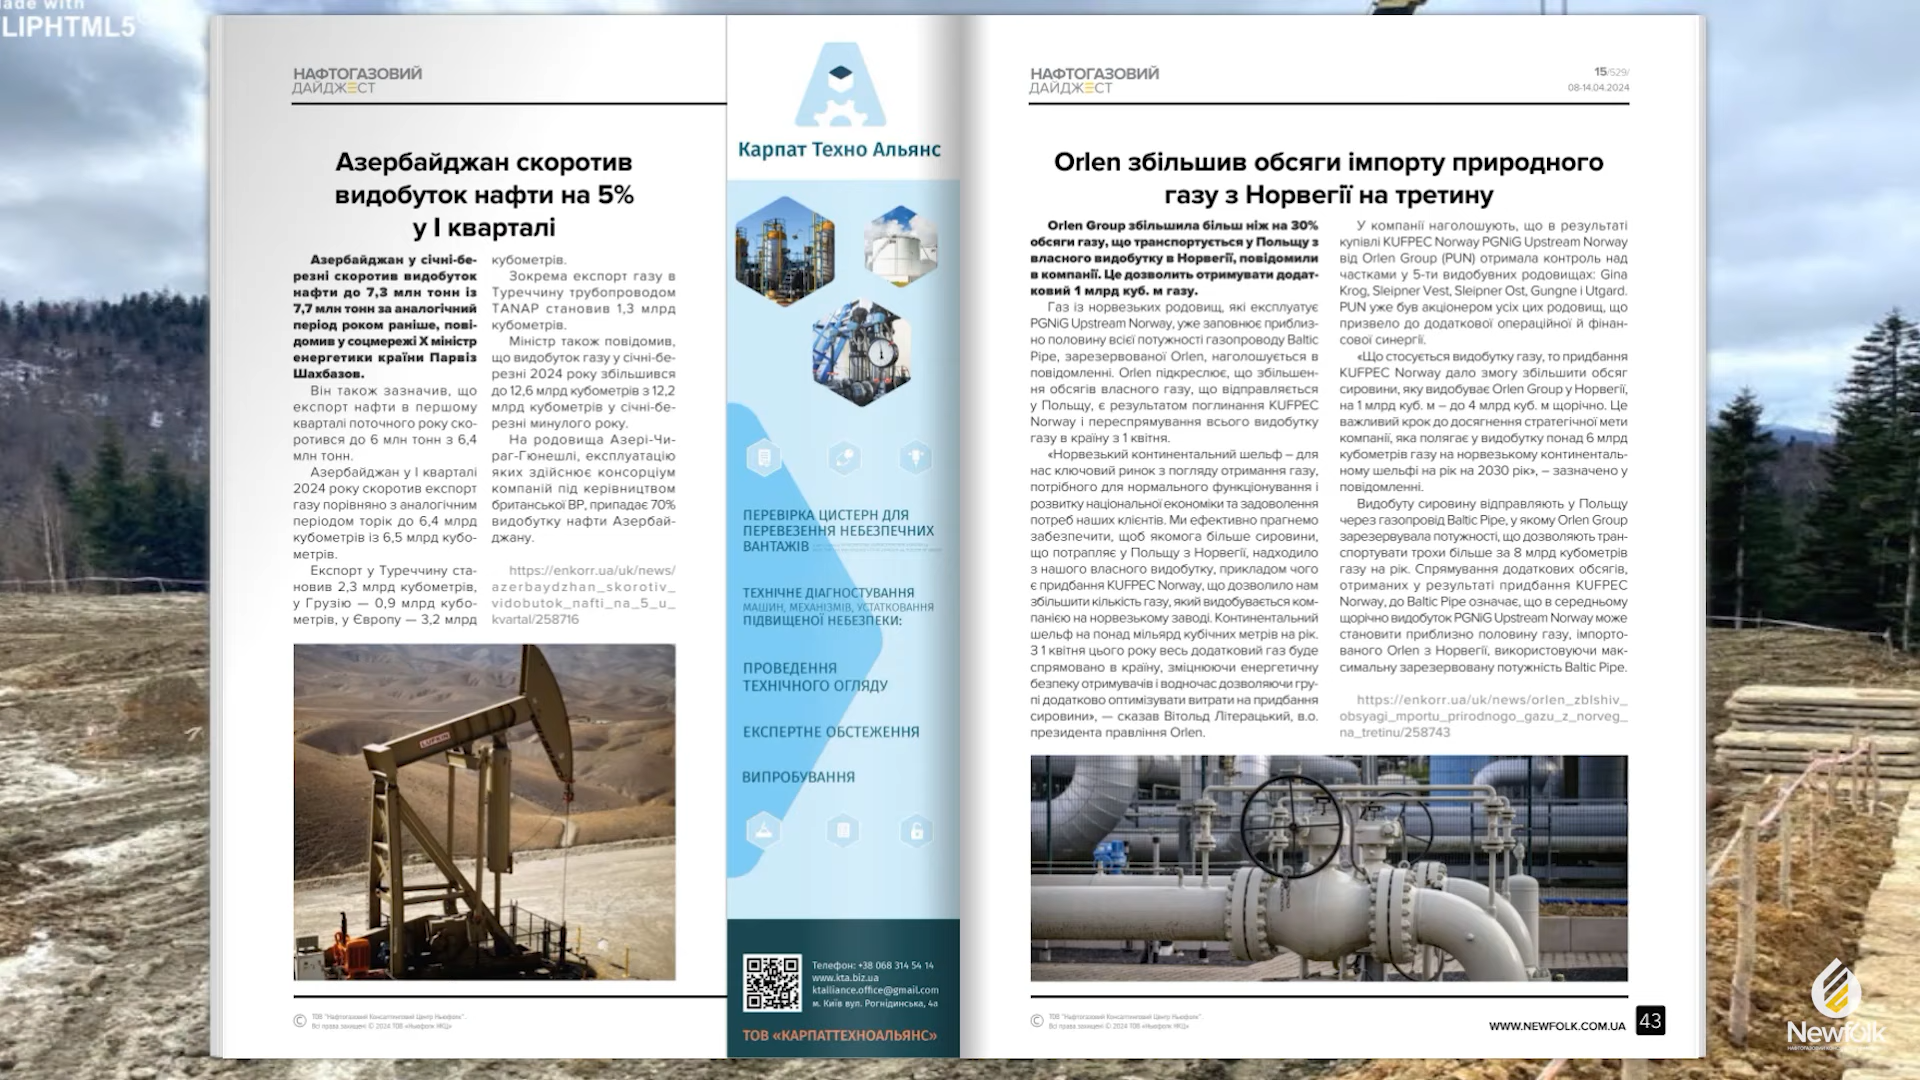 ade with
LIPHTML5
НАФТОГАЗОВИЙ
ДАЙДЖЕСТ
Азербайджан скоротив
видобуток нафти на 5%
у І кварталі
Азербайджан у січні-бе-
резні скоротив видобуток
нафти до 7,3 млн тонн із
7,7 млн тонн за аналогічний
період роком раніше, пові-
домив у соцмережі X міністр
енергетики країни Парвіз
Шахбазов.
Він також зазначив, що
експорт нафти в першому
кварталі поточного року ско-
ротився до 6 млн тонн з 6,4
млн тонн.
Азербайджан у І кварталі
2024 року скоротив експорт
газу порівняно з аналогічним
періодом торік до 6,4 млрд
кубометрів із 6,5 млрд кубо-
метрів.
Експорт у Туреччину ста-
новив 2,3 млрд кубометрів,
у Грузію — 0,9 млрд кубо-
метрів, у Європу — 3,2 млрд
кубометрів.
Зокрема експорт газу в
Туреччину трубопроводом
TANAP становив 1,3 млрд
кубометрів.
Міністр також повідомив,
що видобуток газу у січні-бе-
резні 2024 року збільшився
до 12,6 млрд кубометрів з 12,2
млрд кубометрів у січні-бе-
резні минулого року.
На родовища Азері-Чи-
раг-Гюнешлі, експлуатацію
яких здійснює консорціум
компаній під керівництвом
британської BP, припадає 70%
видобутку нафти Азербай-
джану.
https://enkorr.ua/uk/news/
azerbaydzhan_skorotiv_
vidobutok_nafti_na_5_u_
kvartal/258716
LUFKIN
© ТОВ "Нафтогазовий Консалтинговий Центр Ньюфолк".
Всі права захищені © 2024 ТОВ «Ньюфолк НКЦ»
Карпат Техно Альянс
ПЕРЕВІРКА ЦИСТЕРН ДЛЯ
ПЕРЕВЕЗЕННЯ НЕБЕЗПЕЧНИХ
ВАНТАЖІВ
ТЕХНІЧНЕ ДІАГНОСТУВАННЯ
МАШИН, МЕХАНІЗМІВ, УСТАТКОВАННЯ
ПІДВИЩЕНОЇ НЕБЕЗПЕКИ:
ПРОВЕДЕННЯ
ТЕХНІЧНОГО ОГЛЯДУ
ЕКСПЕРТНЕ ОБСТЕЖЕННЯ
ВИПРОБУВАННЯ
Телефон: +38 068 314 54 14
www.kta.biz.ua
ktalliance.office@gmail.com
м. Київ вул. Рогнідинська, 4а
ТОВ «КАРПАТТЕХНОАЛЬЯНС»
НАФТОГАЗОВИЙ
ДАЙДЖЕСТ
15/529/
08-14.04.2024
Orlen збільшив обсяги імпорту природного
газу з Норвегії на третину
Orlen Group збільшила більш ніж на 30%
обсяги газу, що транспортується у Польщу з
власного видобутку в Норвегії, повідомили
в компанії. Це дозволить отримувати додат-
ковий 1 млрд куб. м газу.
Газ із норвезьких родовищ, які експлуатує
PGNiG Upstream Norway, уже заповнює приблиз-
но половину всієї потужності газопроводу Baltic
Pipe, зарезервованої Orlen, наголошується в
повідомленні. Orlen підкреслює, що збільшен-
ня обсягів власного газу, що відправляється
у Польщу, є результатом поглинання KUFPEC
Norway і переспрямування всього видобутку
газу в країну з 1 квітня.
«Норвезький континентальний шельф – для
нас ключовий ринок з погляду отримання газу,
потрібного для нормального функціонування і
розвитку національної економіки та задоволення
потреб наших клієнтів. Ми ефективно прагнемо
забезпечити, щоб якомога більше сировини,
що потрапляє у Польщу з Норвегії, надходило
з нашого власного видобутку, прикладом чого
є придбання KUFPEC Norway, що дозволило нам
збільшити кількість газу, який видобувається ком-
панією на норвезькому заводі. Континентальний
шельф на понад мільярд кубічних метрів на рік.
З 1 квітня цього року весь додатковий газ буде
спрямовано в країну, зміцнюючи енергетичну
безпеку отримувачів і водночас дозволяючи гру-
пі додатково оптимізувати витрати на придбання
сировини», — сказав Вітольд Літерацький, в.о.
президента правління Orlen.
У компанії наголошують, що в результаті
купівлі KUFPEC Norway PGNiG Upstream Norway
від Orlen Group (PUN) отримала контроль над
частками у 5-ти видобувних родовищах: Gina
Krog, Sleipner Vest, Sleipner Ost, Gungne і Utgard.
PUN уже був акціонером усіх цих родовищ, що
призвело до додаткової операційної й фінан-
сової синергії.
«Що стосується видобутку газу, то придбання
KUFPEC Norway дало змогу збільшити обсяг
сировини, яку видобуває Orlen Group у Норвегії,
на 1 млрд куб. м – до 4 млрд куб. м щорічно. Це
важливий крок до досягнення стратегічної мети
компанії, яка полягає у видобутку понад 6 млрд
кубометрів газу на норвезькому континенталь-
ному шельфі на рік на 2030 рік», – зазначено у
повідомленні.
Видобуту сировину відправляють у Польщу
через газопровід Baltic Pipe, у якому Orlen Group
зарезервувала потужності, що дозволяють тран-
спортувати трохи більше за 8 млрд кубометрів
газу на рік. Спрямування додаткових обсягів,
отриманих у результаті придбання KUFPEC
Norway, до Baltic Pipe означає, що в середньому
щорічно видобуток PGNiG Upstream Norway може
становити приблизно половину газу, імпорто-
ваного Orlen з Норвегії, використовуючи мак-
симальну зарезервовану потужність Baltic Pipe.
https://enkorr.ua/uk/news/orlen_zblshiv_
obsyagi_mportu_prirodnogo_gazu_z_norveg_
na_tretinu/258743
© ТОВ "Нафтогазовий Консалтинговий Центр Ньюфолк".
Всі права захищені © 2024 ТОВ «Ньюфолк НКЦ»
WWW.NEWFOLK.COM.UA 43
Newfolk